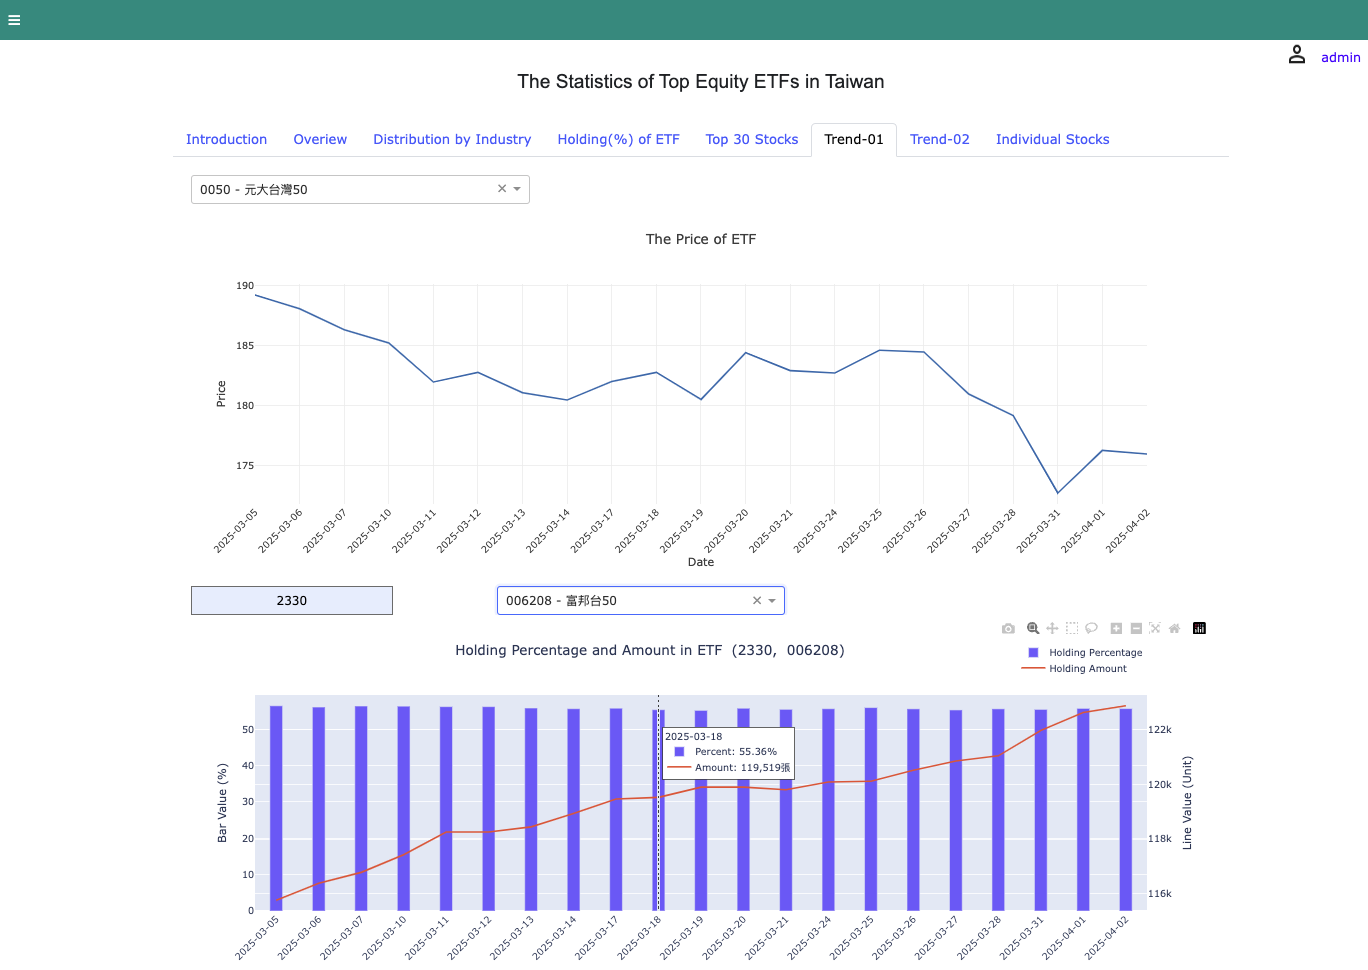 admin
The Statistics of Top Equity ETFs in Taiwan
Introduction Overiew Distribution by Industry Holding(%) of ETF Top 30 Stocks Trend-01 Trend-02 Individual Stocks
0050 - 元大台灣50
The Price of ETF
190
185
180
175
Price
2025-03-05 2025-03-06 2025-03-07 2025-03-10 2025-03-11 2025-03-12 2025-03-13 2025-03-14 2025-03-17 2025-03-18 2025-03-19 2025-03-20 2025-03-21 2025-03-24 2025-03-25 2025-03-26 2025-03-27 2025-03-28 2025-03-31 2025-04-01 2025-04-02
Date
2330
006208 - 富邦台50
Holding Percentage and Amount in ETF (2330, 006208)
Holding Percentage
Holding Amount
50
40
30
20
10
0
Bar Value (%)
2025-03-18
Percent: 55.36%
Amount: 119,519張
122k
120k
118k
116k
Line Value (Unit)
2025-03-05 2025-03-06 2025-03-07 2025-03-10 2025-03-11 2025-03-12 2025-03-13 2025-03-14 2025-03-17 2025-03-18 2025-03-19 2025-03-20 2025-03-21 2025-03-24 2025-03-25 2025-03-26 2025-03-27 2025-03-28 2025-03-31 2025-04-01 2025-04-02